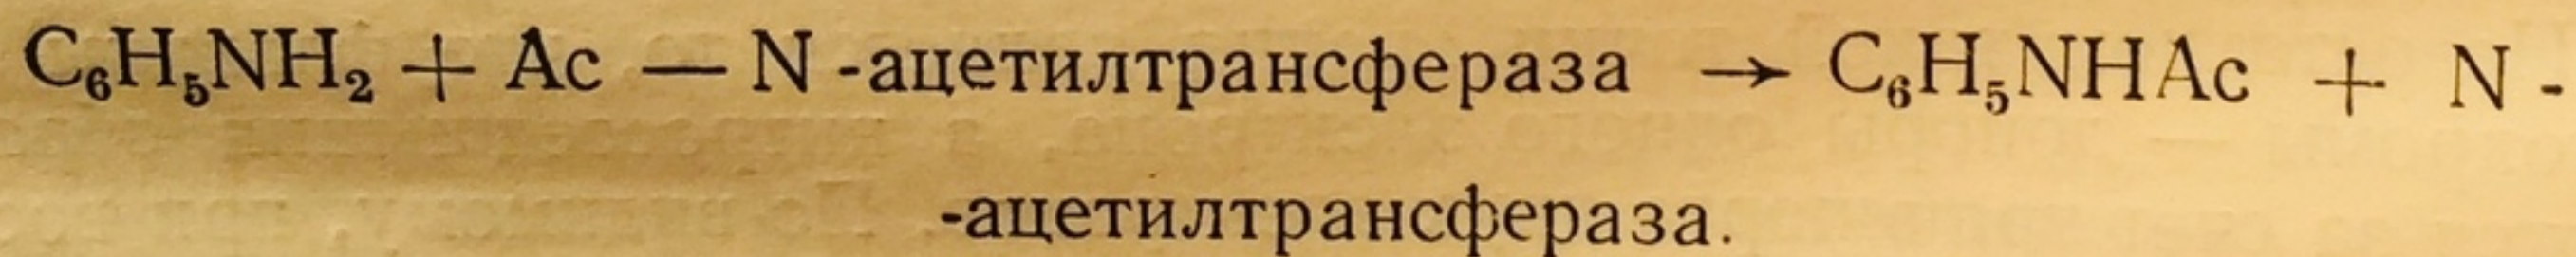 C₆H₅NH₂ + Ac — N -ацетилтрансфераза → C₆H₅NHAc + N -
-ацетилтрансфераза.